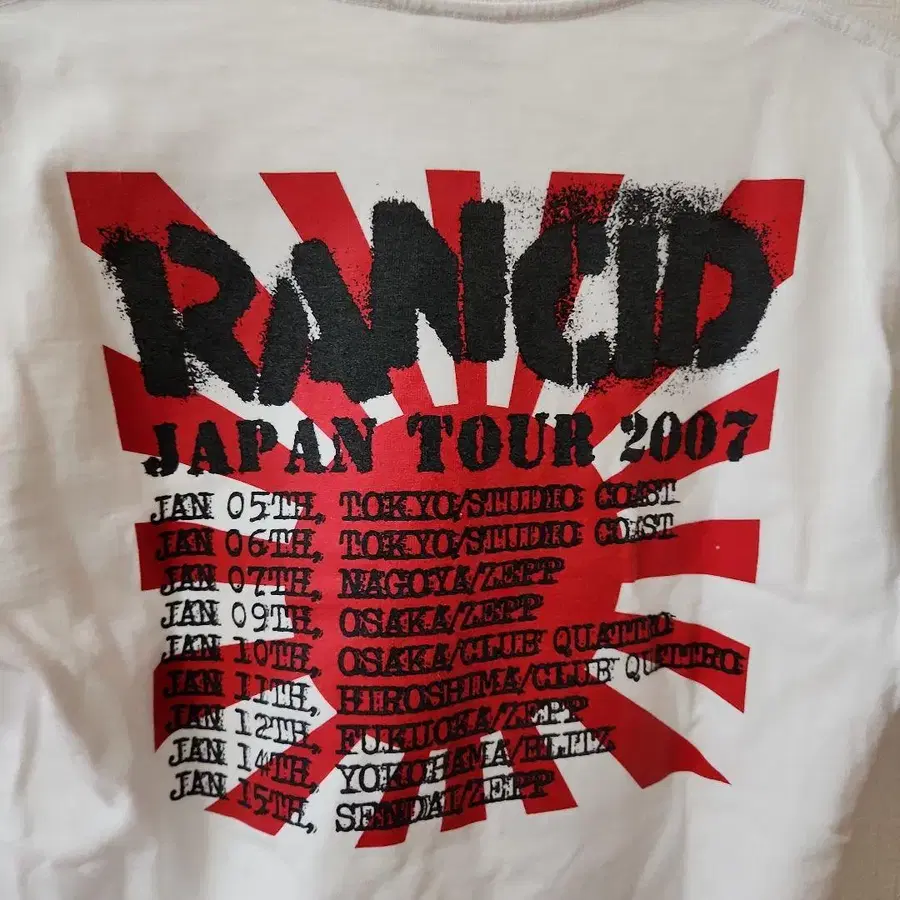 RANCID
JAPAN TOUR 2007
JAN 05TH, TOKYO/STUDIO COAST
JAN 06TH, TOKYO/STUDIO COAST
JAN 07TH, NAGOYA/ZEPP
JAN 09TH, OSAKA/ZEPP
JAN 10TH, OSAKA/CLUB QUATTRO
JAN 11TH, HIROSHIMA/CLUB QUATTRO
JAN 12TH, FUKUOKA/ZEPP
JAN 14TH, YOKOHAMA/BLITZ
JAN 15TH, SENDAI/ZEPP